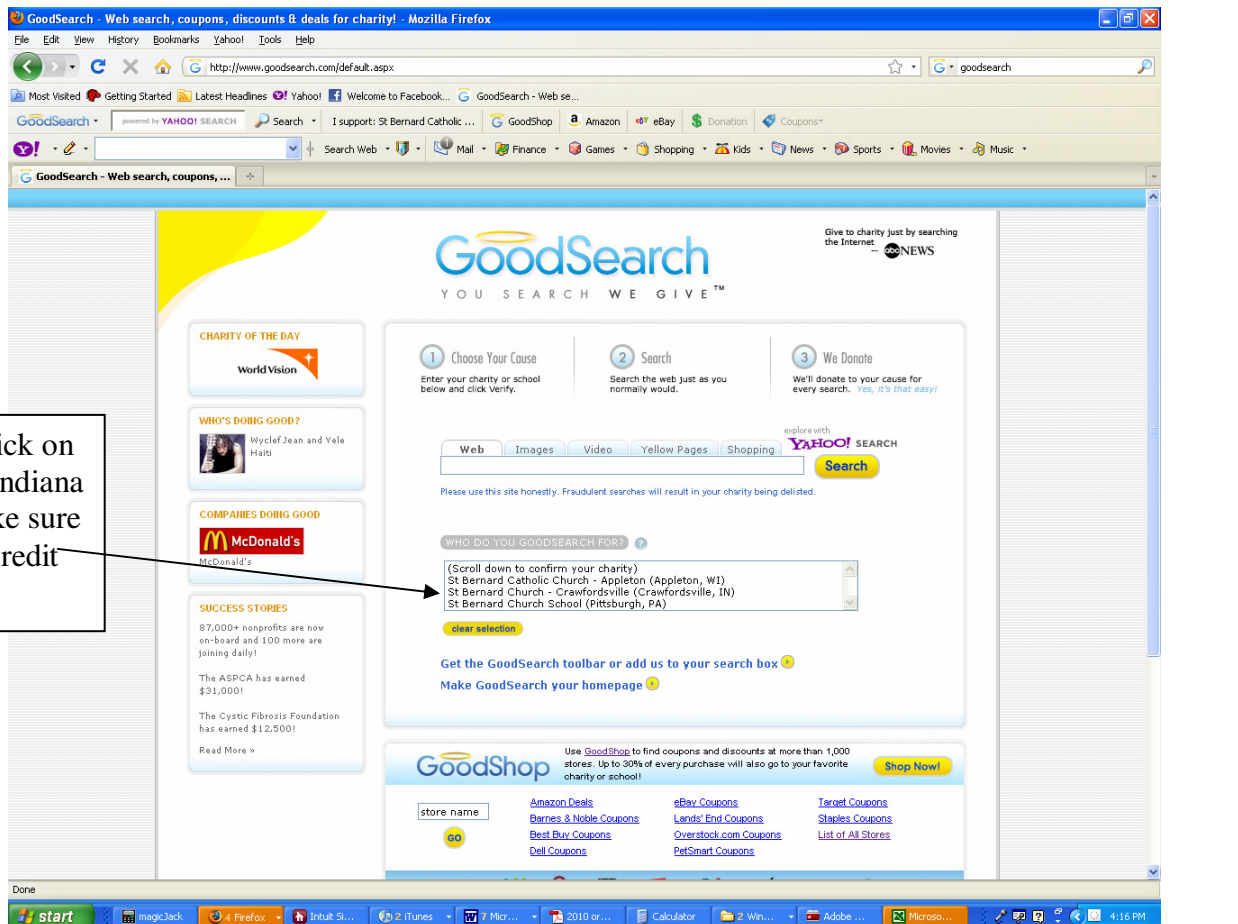 GoodSearch - Web search, coupons, discounts & deals for charity! - Mozilla Firefox
File Edit View History Bookmarks Yahoo! Tools Help
http://www.goodsearch.com/default.aspx
goodsearch
Most Visited Getting Started Latest Headlines Yahoo! Welcome to Facebook... GoodSearch - Web se...
GoodSearch powered by YAHOO! SEARCH Search I support: St Bernard Catholic ... GoodShop Amazon eBay Donation Coupons
Search Web Mail Finance Games Shopping Kids News Sports Movies Music
GoodSearch - Web search, coupons, ...
GoodSearch
YOU SEARCH WE GIVE™
Give to charity just by searching
the Internet
-- abc NEWS
CHARITY OF THE DAY
World Vision
WHO'S DOING GOOD?
Wyclef Jean and Yele
Haiti
COMPANIES DOING GOOD
McDonald's
McDonald's
SUCCESS STORIES
87,000+ nonprofits are now
on-board and 100 more are
joining daily!
The ASPCA has earned
$31,000!
The Cystic Fibrosis Foundation
has earned $12,500!
Read More »
ick on
ndiana
ke sure
redit
1 Choose Your Cause
Enter your charity or school
below and click Verify.
2 Search
Search the web just as you
normally would.
3 We Donate
We'll donate to your cause for
every search. Yes, it's that easy!
explore with
YAHOO! SEARCH
Web Images Video Yellow Pages Shopping
Search
Please use this site honestly. Fraudulent searches will result in your charity being delisted.
WHO DO YOU GOODSEARCH FOR? ?
(Scroll down to confirm your charity)
St Bernard Catholic Church - Appleton (Appleton, WI)
St Bernard Church - Crawfordsville (Crawfordsville, IN)
St Bernard Church School (Pittsburgh, PA)
clear selection
Get the GoodSearch toolbar or add us to your search box
Make GoodSearch your homepage
GoodShop
Use GoodShop to find coupons and discounts at more than 1,000
stores. Up to 30% of every purchase will also go to your favorite
charity or school!
Shop Now!
store name
GO
Amazon Deals eBay Coupons Target Coupons
Barnes & Noble Coupons Lands' End Coupons Staples Coupons
Best Buy Coupons Overstock.com Coupons List of All Stores
Dell Coupons PetSmart Coupons
Done
start magicJack 4 Firefox Intuit Si... 2 iTunes 7 Micr... 2010 or... Calculator 2 Win... Adobe ... Microso... 4:16 PM